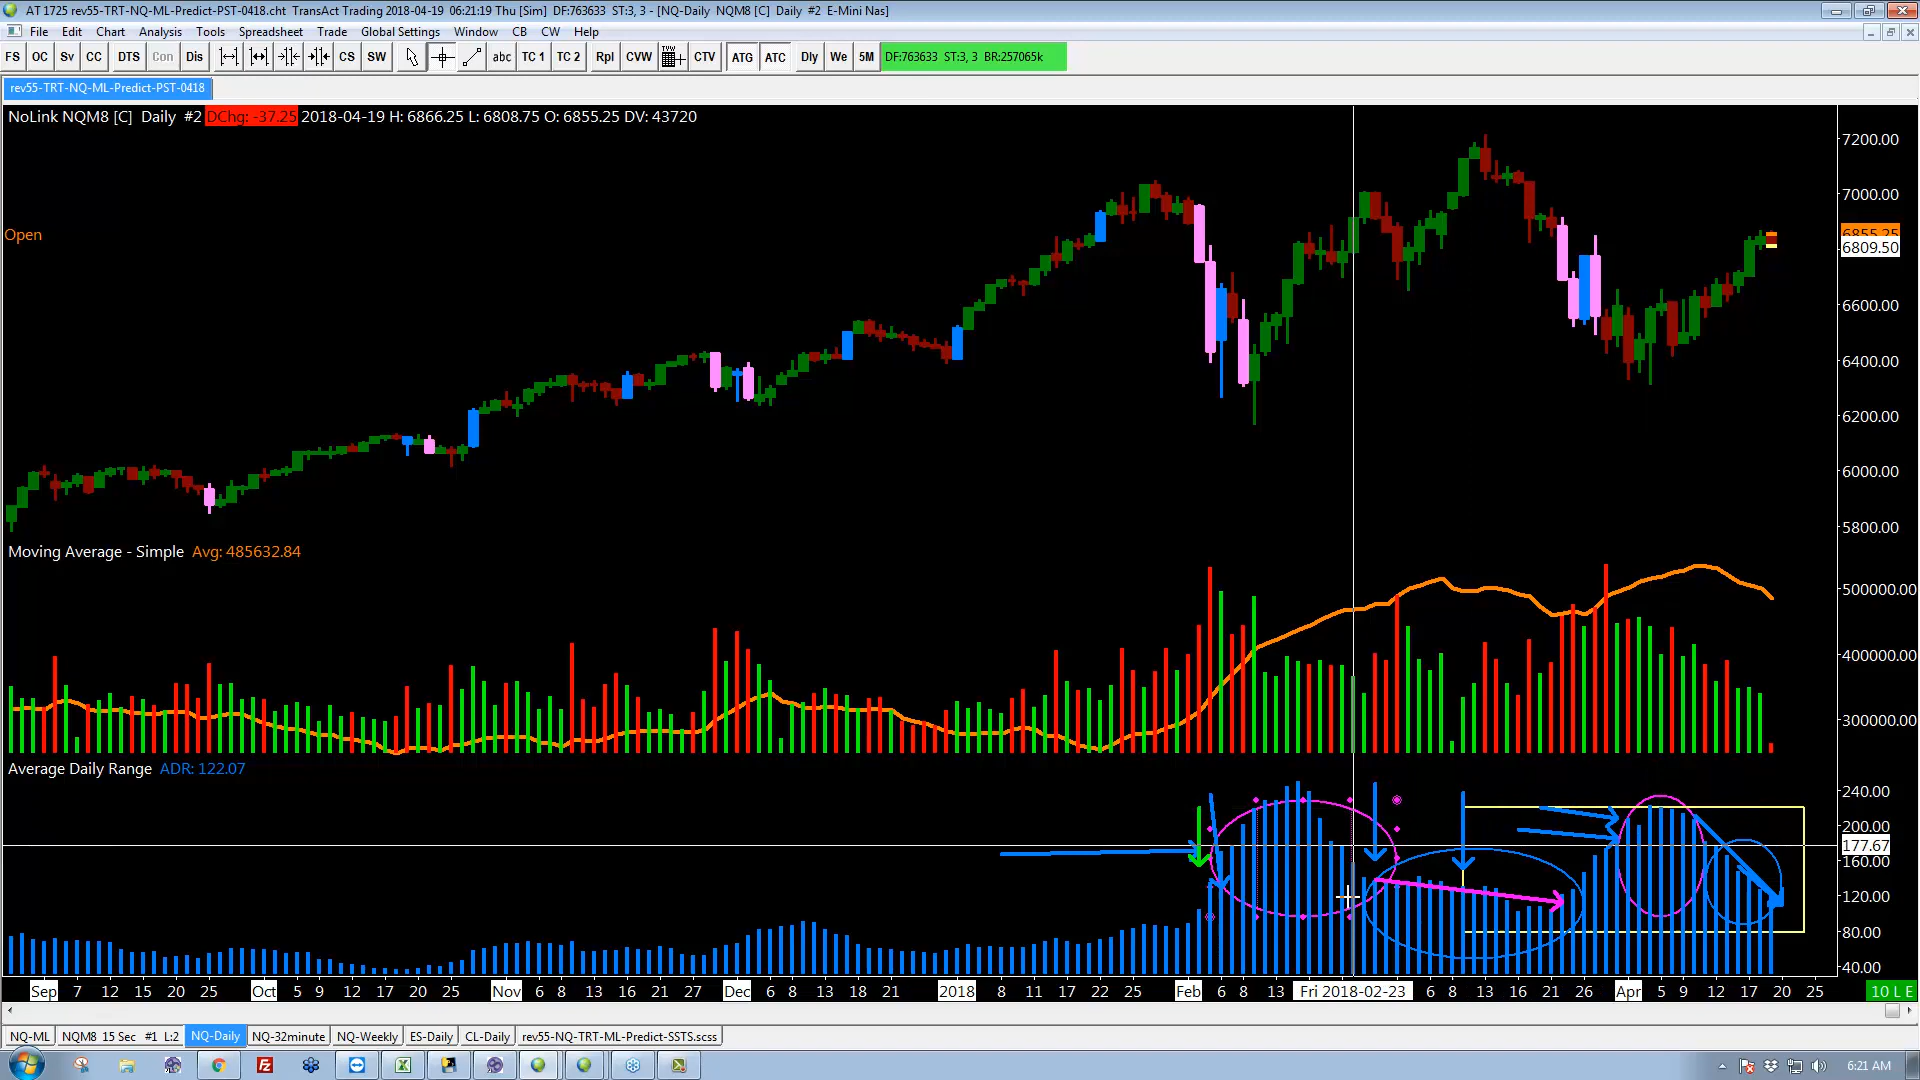 AT 1725 rev55-TRT-NQ-ML-Predict-PST-0418.cht TransAct Trading 2018-04-19 06:21:19 Thu [Sim] DF:763633 ST:3, 3 - [NQ-Daily NQM8 [C] Daily #2 E-Mini Nas]
File Edit Chart Analysis Tools Spreadsheet Trade Global Settings Window CB CW Help
FS OC Sv CC DTS Con Dis CS SW abc TC 1 TC 2 Rpl CVW TVW CTV ATG ATC Dly We 5M DF:763633 ST:3, 3 BR:257065k
rev55-TRT-NQ-ML-Predict-PST-0418
NoLink NQM8 [C] Daily #2 DChg: -37.25 2018-04-19 H: 6866.25 L: 6808.75 O: 6855.25 DV: 43720
7200.00
7000.00
Open
6855.25
6809.50
6600.00
6400.00
6200.00
6000.00
5800.00
Moving Average - Simple Avg: 485632.84
500000.00
400000.00
300000.00
Average Daily Range ADR: 122.07
240.00
200.00
177.67
160.00
120.00
80.00
40.00
Sep 7 12 15 20 25 Oct 5 9 12 17 20 25 Nov 6 8 13 16 21 27 Dec 6 8 13 18 21 2018 8 11 17 22 25 Feb 6 8 13 Fri 2018-02-23 6 8 13 16 21 26 Apr 5 9 12 17 20 25 10 L E
NQ-ML NQM8 15 Sec #1 L:2 NQ-Daily NQ-32minute NQ-Weekly ES-Daily CL-Daily rev55-NQ-TRT-ML-Predict-SSTS.scss
6:21 AM